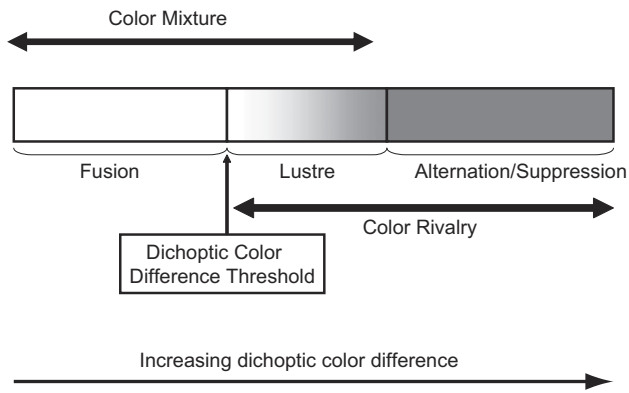 Color Mixture
Fusion
Lustre
Alternation/Suppression
Color Rivalry
Dichoptic Color
Difference Threshold
Increasing dichoptic color difference